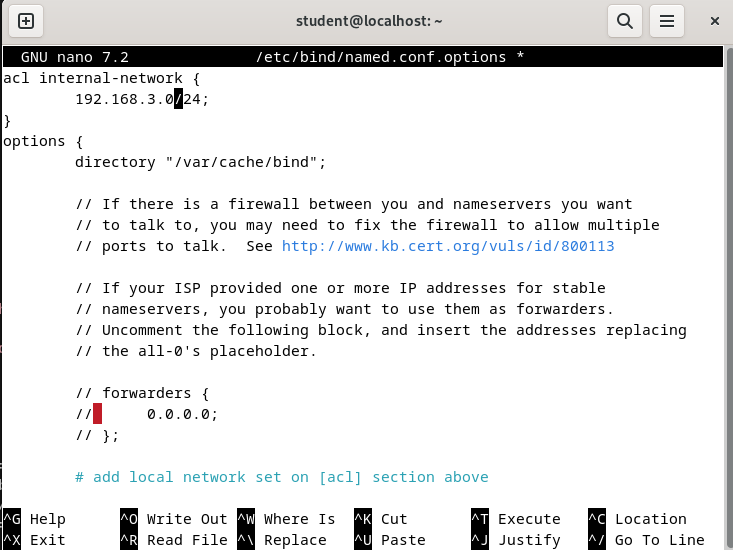 student@localhost: ~
GNU nano 7.2 /etc/bind/named.conf.options *
acl internal-network {
192.168.3.0/24;
}
options {
directory "/var/cache/bind";
// If there is a firewall between you and nameservers you want
// to talk to, you may need to fix the firewall to allow multiple
// ports to talk. See http://www.kb.cert.org/vuls/id/800113
// If your ISP provided one or more IP addresses for stable
// nameservers, you probably want to use them as forwarders.
// Uncomment the following block, and insert the addresses replacing
// the all-0's placeholder.
// forwarders {
// 0.0.0.0;
// };
# add local network set on [acl] section above
^G Help ^O Write Out ^W Where Is ^K Cut ^T Execute ^C Location
^X Exit ^R Read File ^\ Replace ^U Paste ^J Justify ^/ Go To Line